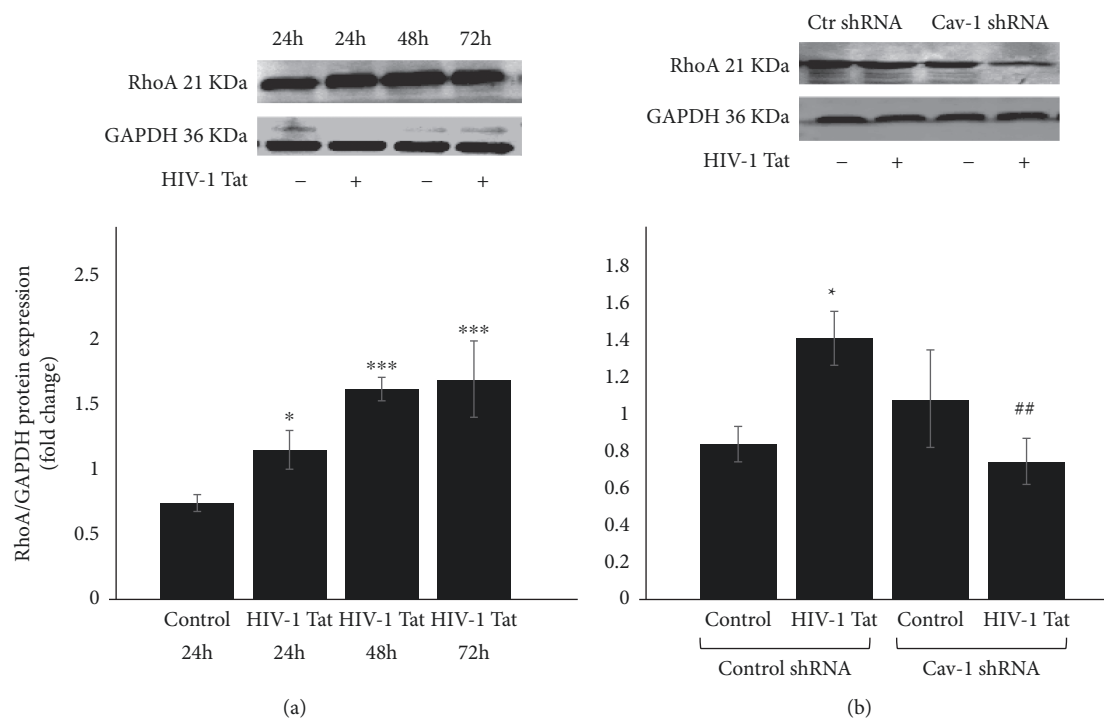 24h 24h 48h 72h
RhoA 21 KDa
GAPDH 36 KDa
HIV-1 Tat − + − +
RhoA/GAPDH protein expression
(fold change)
2.5
2
1.5
1
0.5
0
*
***
***
Control HIV-1 Tat HIV-1 Tat HIV-1 Tat
24h 24h 48h 72h
(a)
Ctr shRNA Cav-1 shRNA
RhoA 21 KDa
GAPDH 36 KDa
HIV-1 Tat − + − +
1.8
1.6
1.4
1.2
1
0.8
0.6
0.4
0.2
0
*
##
Control HIV-1 Tat Control HIV-1 Tat
Control shRNA Cav-1 shRNA
(b)